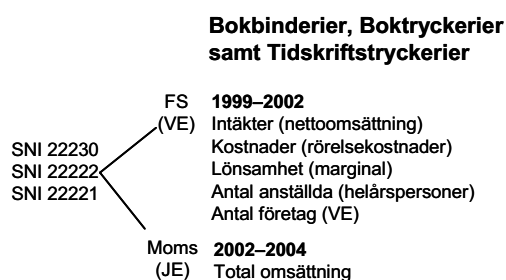 Bokbinderier, Boktryckerier
samt Tidskriftstryckerier
FS 1999–2002
(VE) Intäkter (nettoomsättning)
Kostnader (rörelsekostnader)
SNI 22230
Lönsamhet (marginal)
SNI 22222
Antal anställda (helårspersoner)
SNI 22221
Antal företag (VE)
Moms 2002–2004
(JE) Total omsättning